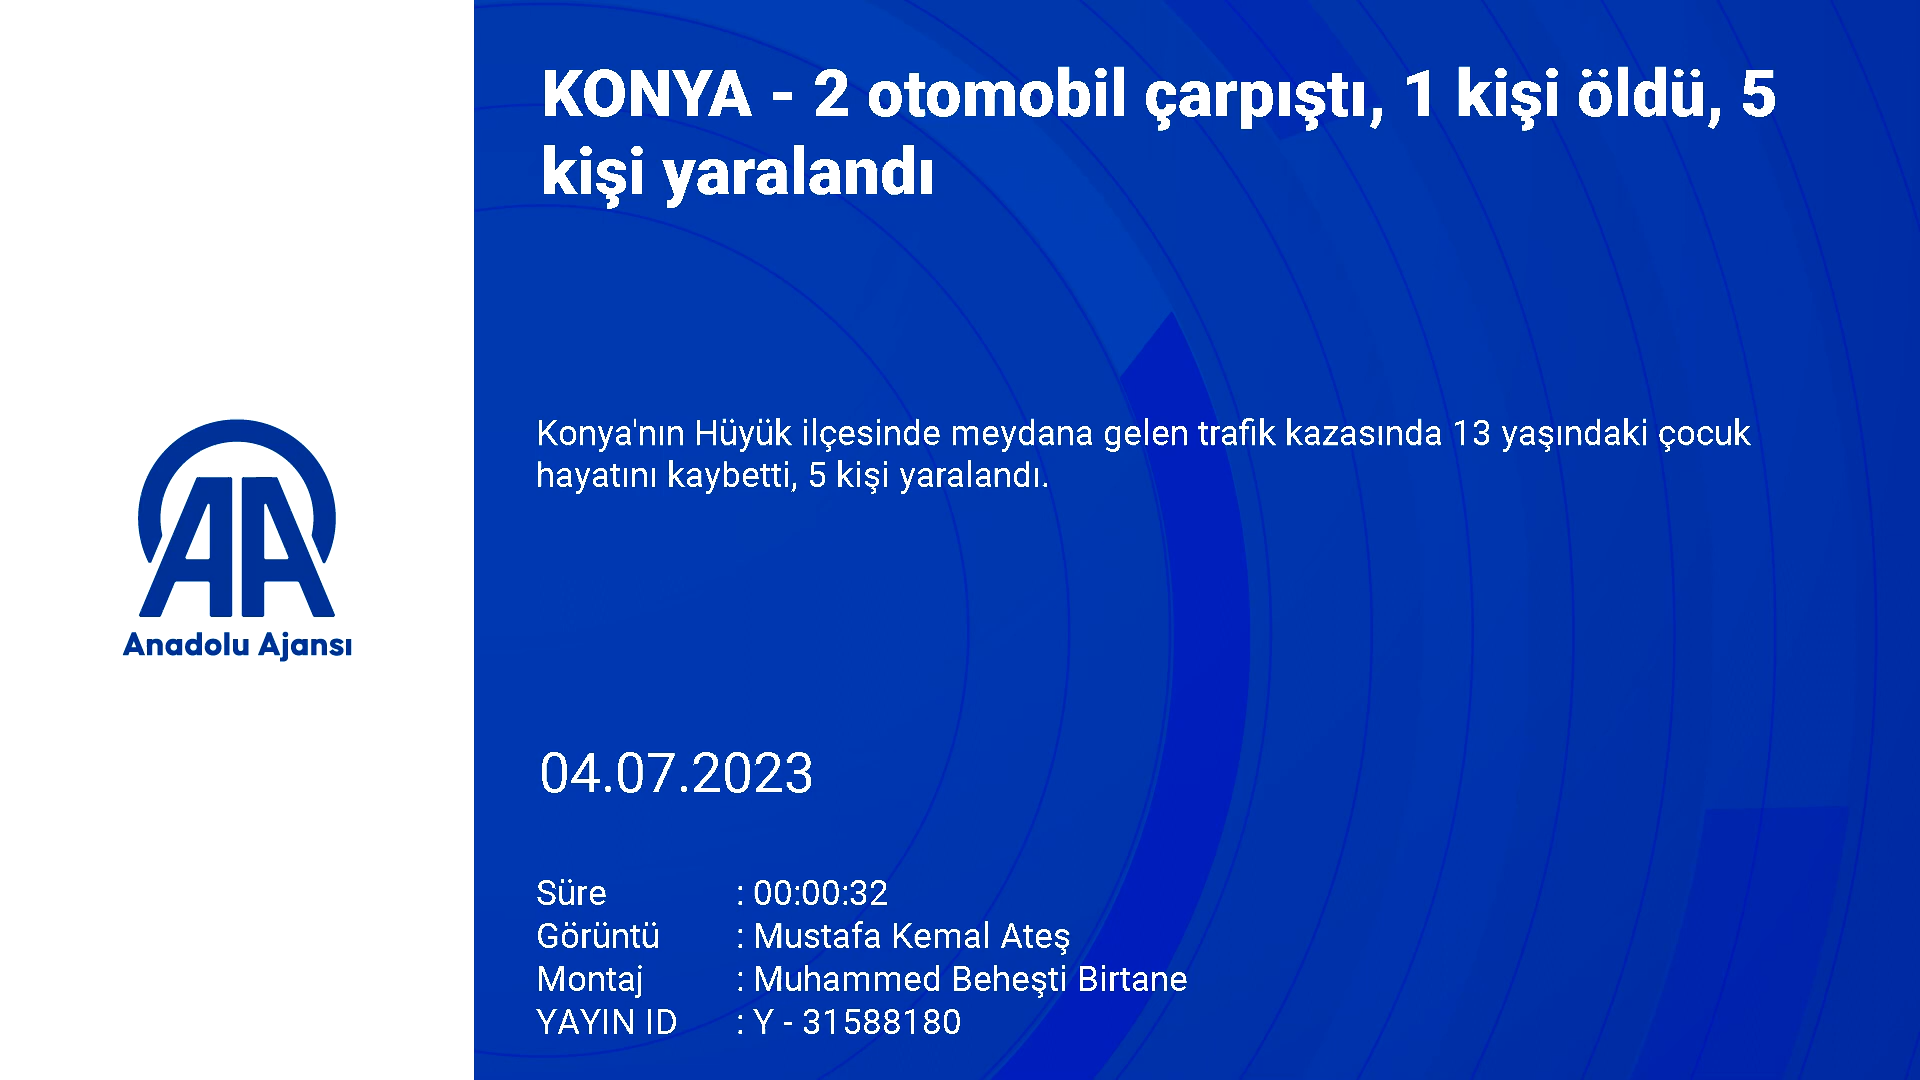 KONYA - 2 otomobil çarpıştı, 1 kişi öldü, 5
kişi yaralandı
Konya'nın Hüyük ilçesinde meydana gelen trafik kazasında 13 yaşındaki çocuk
hayatını kaybetti, 5 kişi yaralandı.
AA
Anadolu Ajansı
04.07.2023
Süre : 00:00:32
Görüntü : Mustafa Kemal Ateş
Montaj : Muhammed Beheşti Birtane
YAYIN ID : Y - 31588180